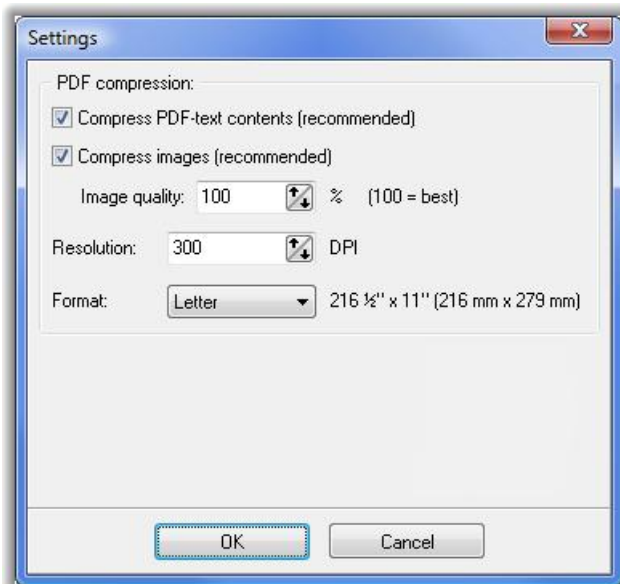 Settings
PDF compression:
Compress PDF-text contents (recommended)
Compress images (recommended)
Image quality: 100 % (100 = best)
Resolution: 300 DPI
Format: Letter 216 ½" x 11" (216 mm x 279 mm)
OK Cancel